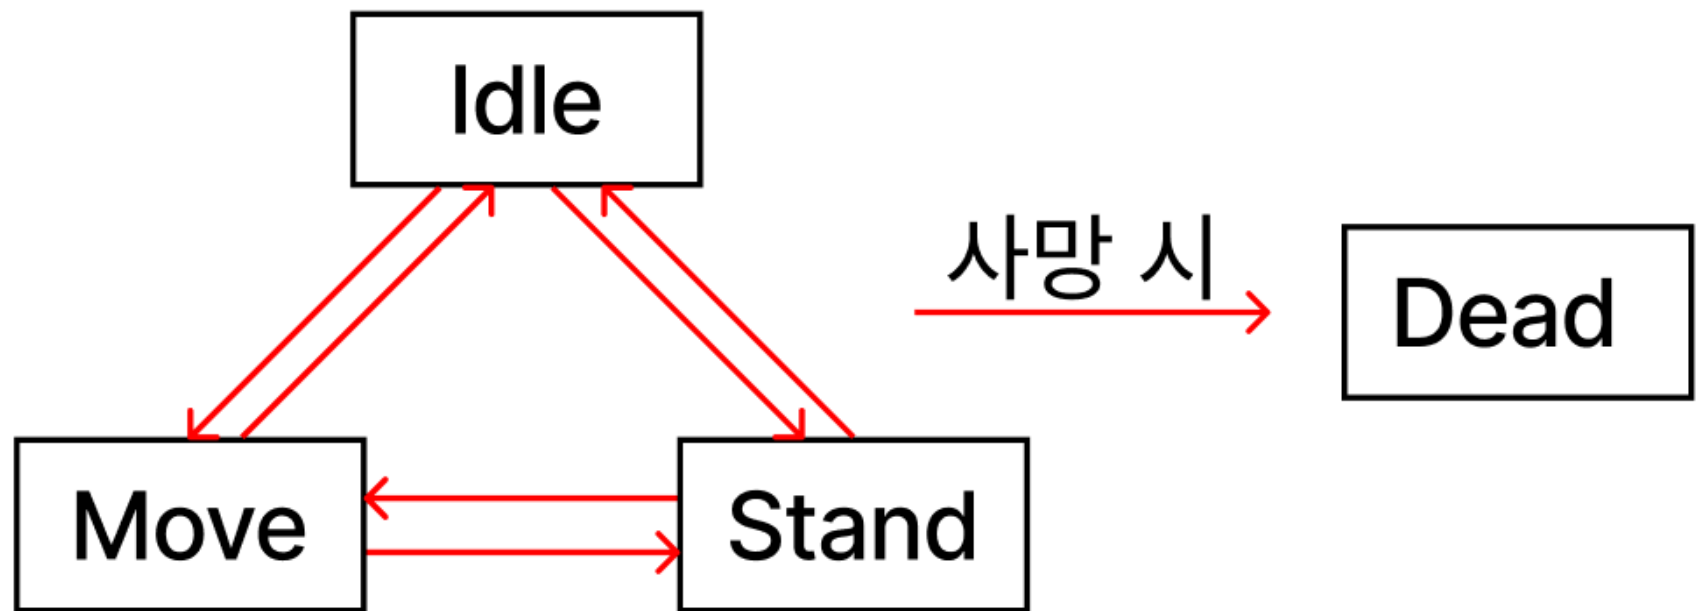 Idle
사망 시
Dead
Move
Stand